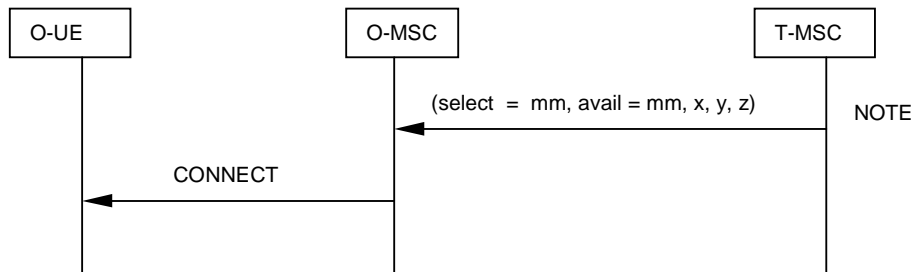 O-UE
O-MSC
T-MSC
(select = mm, avail = mm, x, y, z)
NOTE
CONNECT